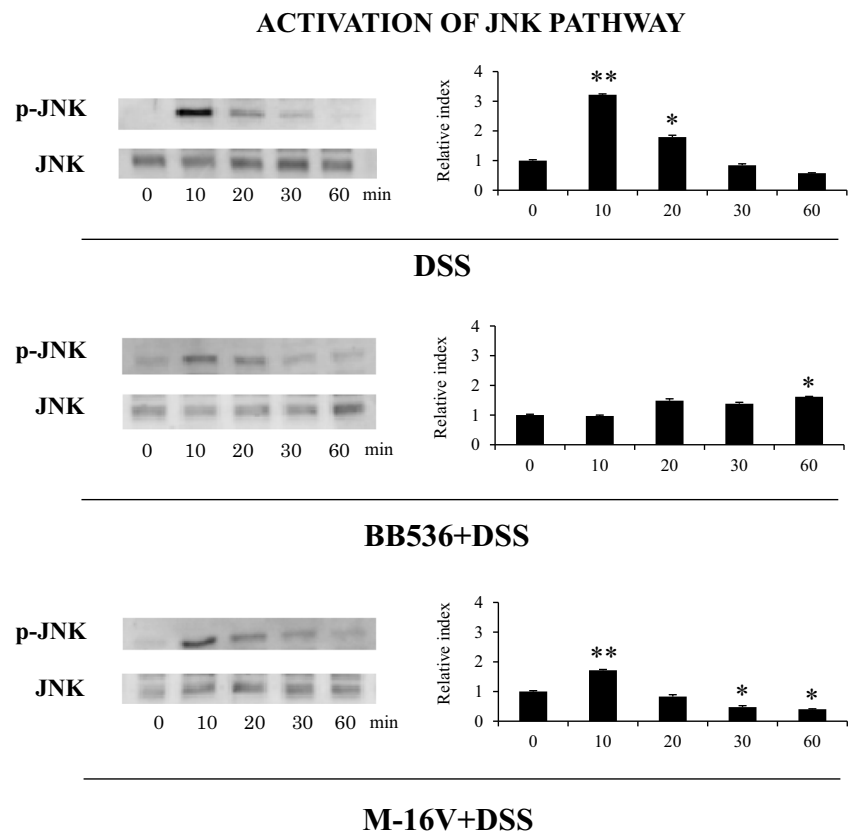 ACTIVATION OF JNK PATHWAY
p-JNK
JNK
0 10 20 30 60 min
Relative index
4
3
2
1
0
**
*
0 10 20 30 60
DSS
p-JNK
JNK
0 10 20 30 60 min
Relative index
4
3
2
1
0
*
0 10 20 30 60
BB536+DSS
p-JNK
JNK
0 10 20 30 60 min
Relative index
4
3
2
1
0
**
*
*
0 10 20 30 60
M-16V+DSS